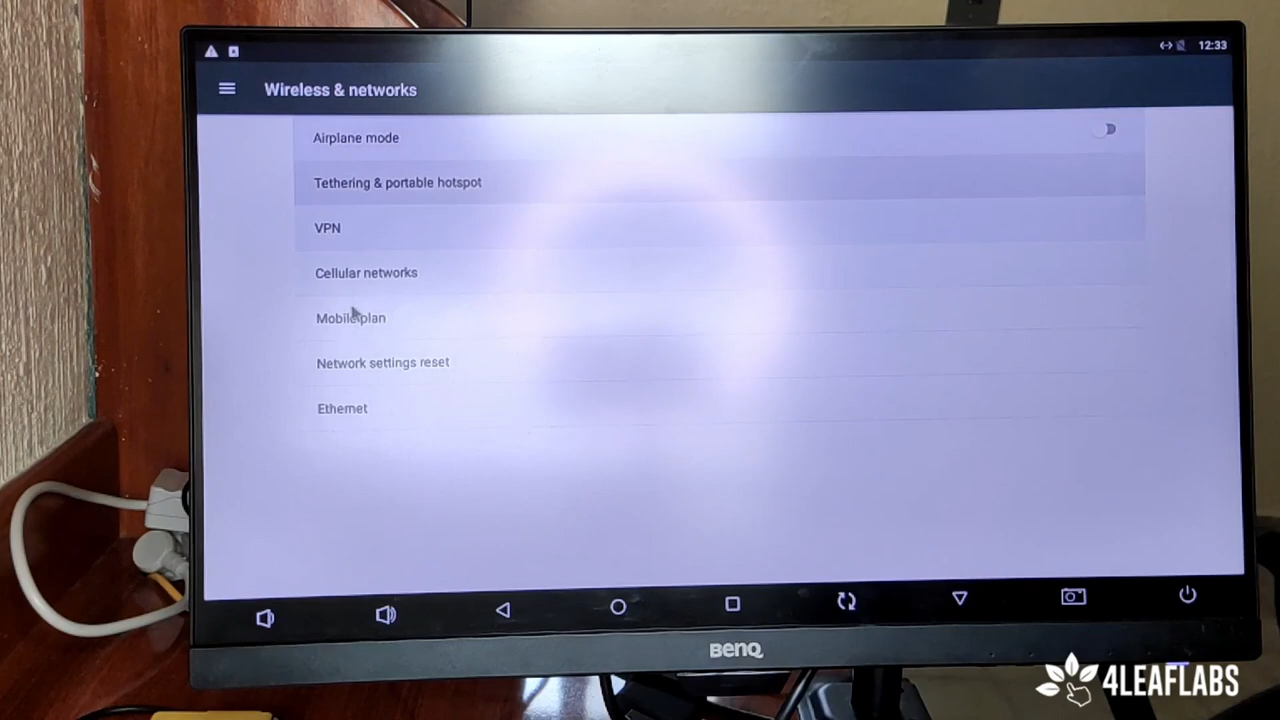 12:33
Wireless & networks
Airplane mode
Tethering & portable hotspot
VPN
Cellular networks
Mobile plan
Network settings reset
Ethernet
BenQ
4LEAFLABS